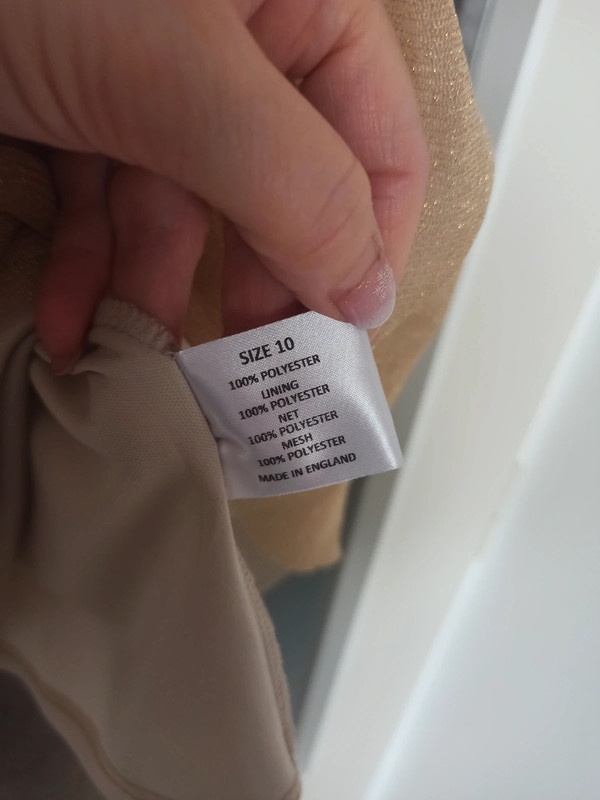 SIZE 10
100% POLYESTER
LINING
100% POLYESTER
NET
100% POLYESTER
MESH
100% POLYESTER
MADE IN ENGLAND